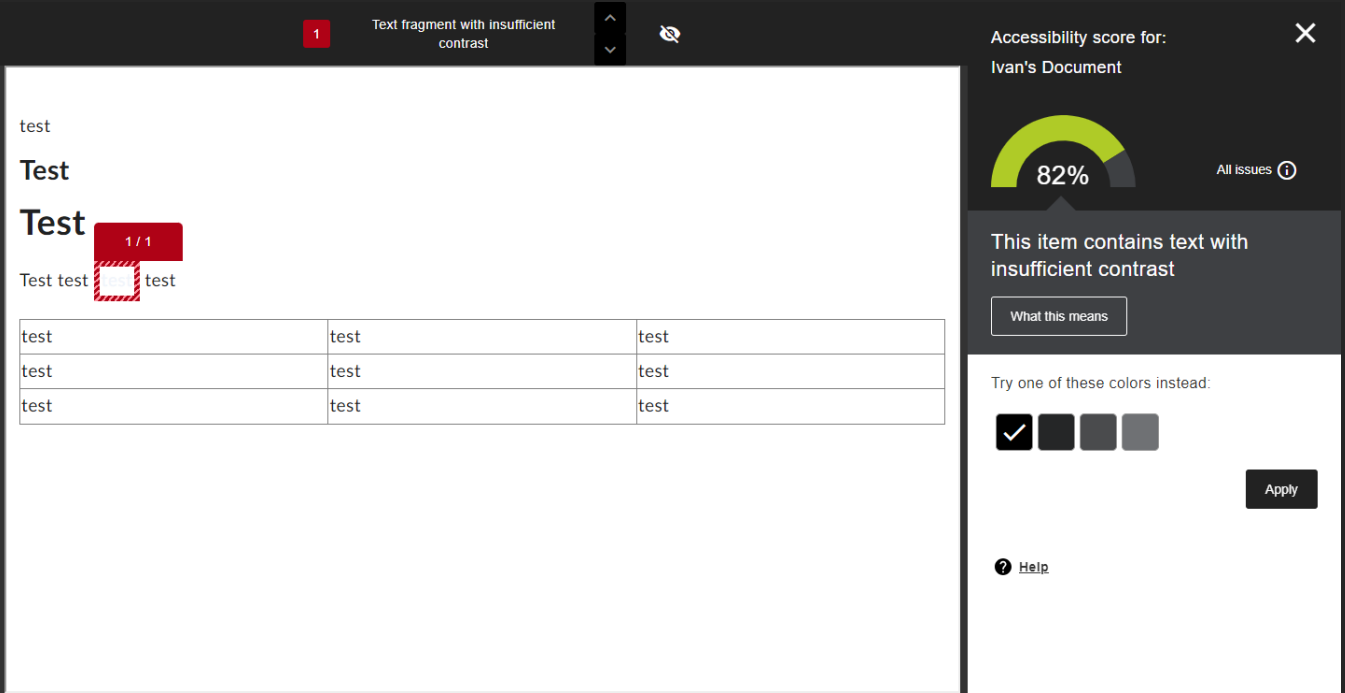 1
Text fragment with insufficient
contrast
Accessibility score for:
Ivan's Document
82%
All issues
This item contains text with
insufficient contrast
What this means
Try one of these colors instead:
Apply
Help
test
Test
Test
1 / 1
Test test test test
test test test
test test test
test test test